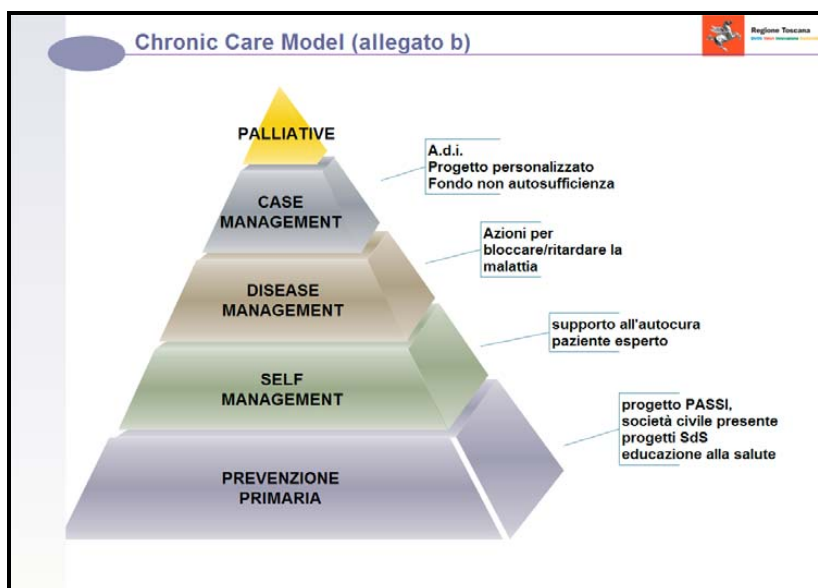 Chronic Care Model (allegato b)
Regione Toscana
PALLIATIVE
A.d.i.
Progetto personalizzato
Fondo non autosufficienza
CASE
MANAGEMENT
Azioni per
bloccare/ritardare la
malattia
DISEASE
MANAGEMENT
supporto all'autocura
paziente esperto
SELF
MANAGEMENT
progetto PASSI,
società civile presente
progetti SdS
educazione alla salute
PREVENZIONE
PRIMARIA